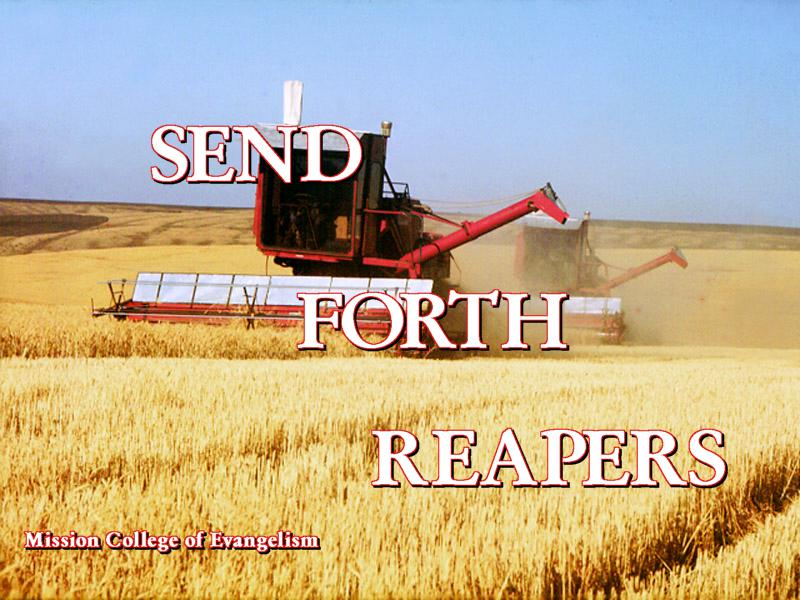 SEND
FORTH
REAPERS
Mission College of Evangelism